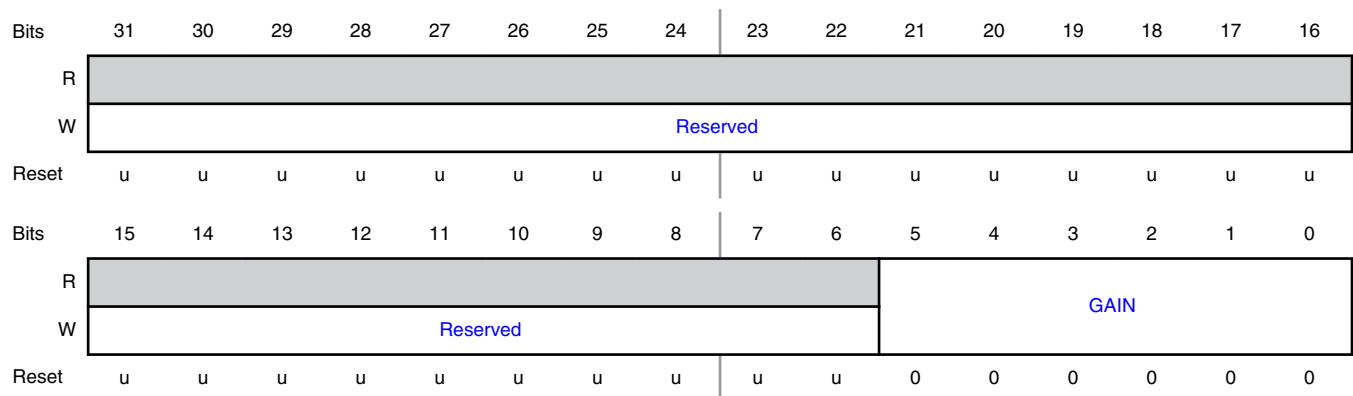 Bits 31 30 29 28 27 26 25 24 23 22 21 20 19 18 17 16
R
W Reserved
Reset u u u u u u u u u u u u u u u u
Bits 15 14 13 12 11 10 9 8 7 6 5 4 3 2 1 0
R
GAIN
W Reserved
Reset u u u u u u u u u u 0 0 0 0 0 0